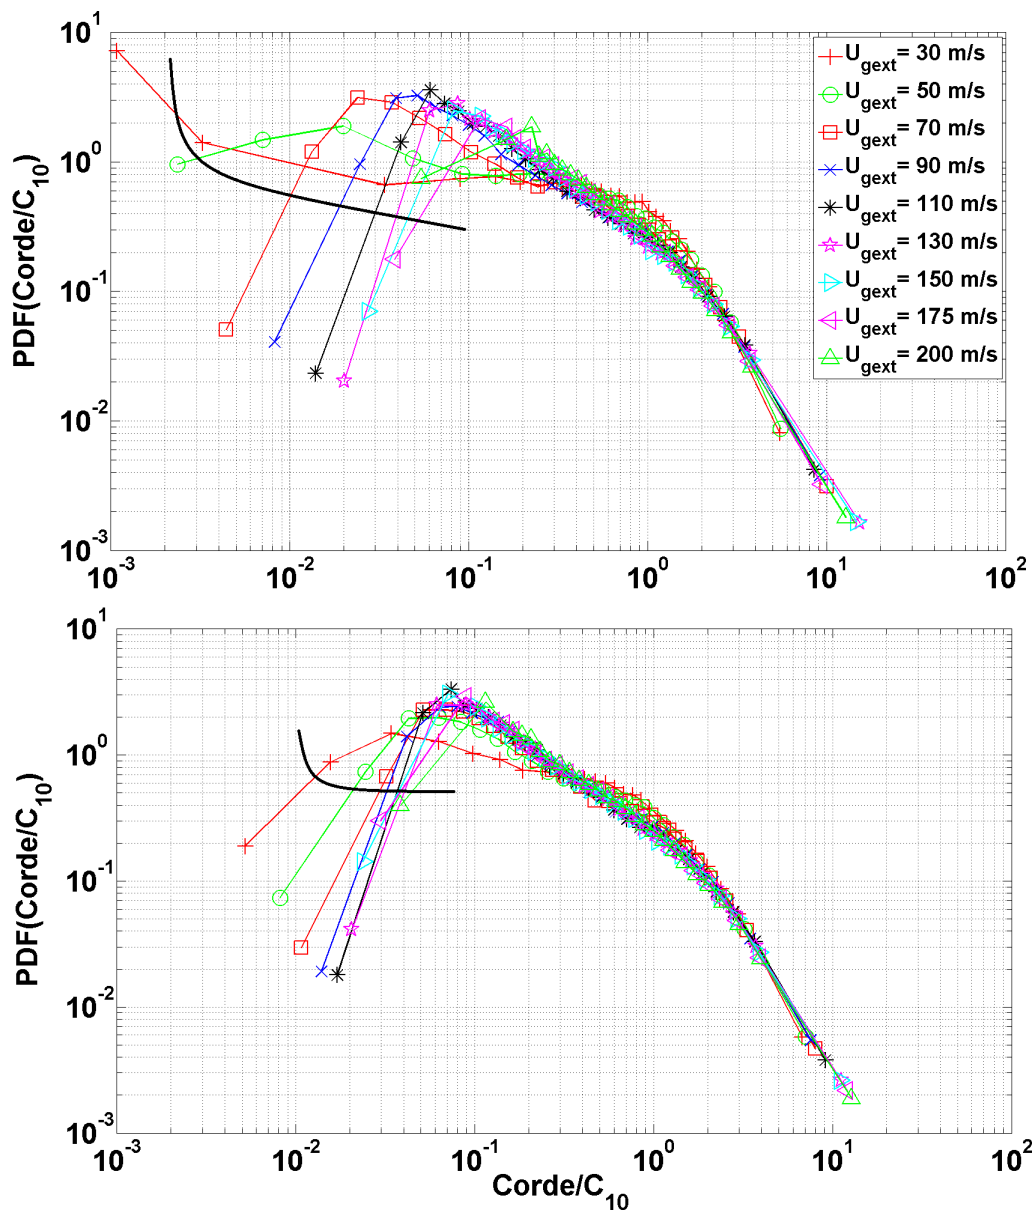 10^1
10^0
10^-1
10^-2
10^-3
PDF(Corde/C_10)
U_gext= 30 m/s
U_gext= 50 m/s
U_gext= 70 m/s
U_gext= 90 m/s
U_gext= 110 m/s
U_gext= 130 m/s
U_gext= 150 m/s
U_gext= 175 m/s
U_gext= 200 m/s
10^-3 10^-2 10^-1 10^0 10^1 10^2
10^1
10^0
10^-1
10^-2
10^-3
PDF(Corde/C_10)
10^-3 10^-2 10^-1 10^0 10^1 10^2
Corde/C_10